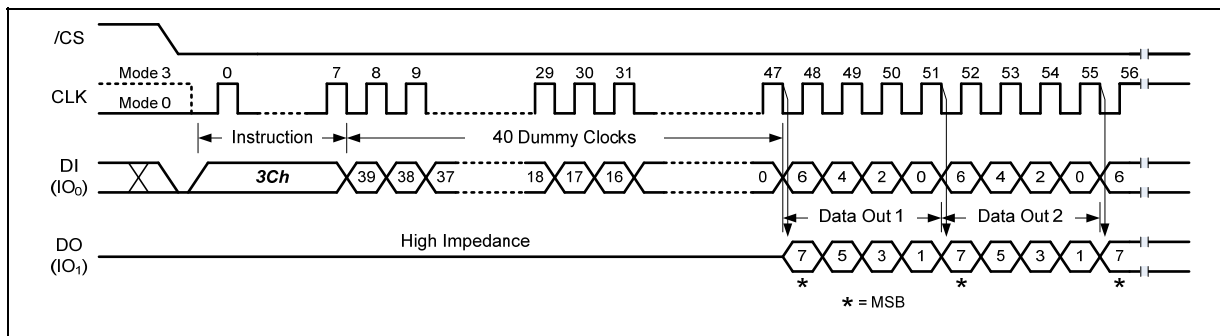 /CS
Mode 3 0 7 8 9 29 30 31 47 48 49 50 51 52 53 54 55 56
CLK
Mode 0
Instruction 40 Dummy Clocks
DI (IO0) 3Ch 39 38 37 18 17 16 0 6 4 2 0 6 4 2 0 6
Data Out 1 Data Out 2
High Impedance
DO (IO1) 7 5 3 1 7 5 3 1 7
* * *
* = MSB